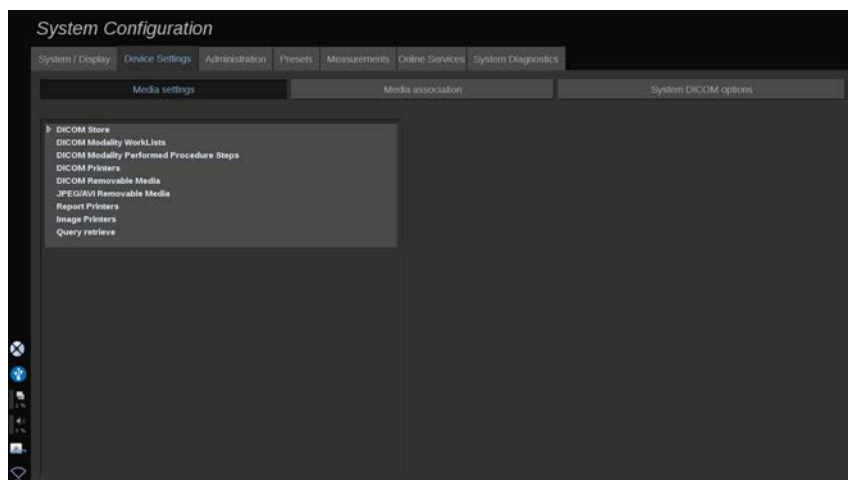 System Configuration
System / Display Device Settings Administration Presets Measurements Online Services System Diagnostics
Media settings Media association System DICOM options
DICOM Store
DICOM Modality WorkLists
DICOM Modality Performed Procedure Steps
DICOM Printers
DICOM Removable Media
JPEG/AVI Removable Media
Report Printers
Image Printers
Query retrieve